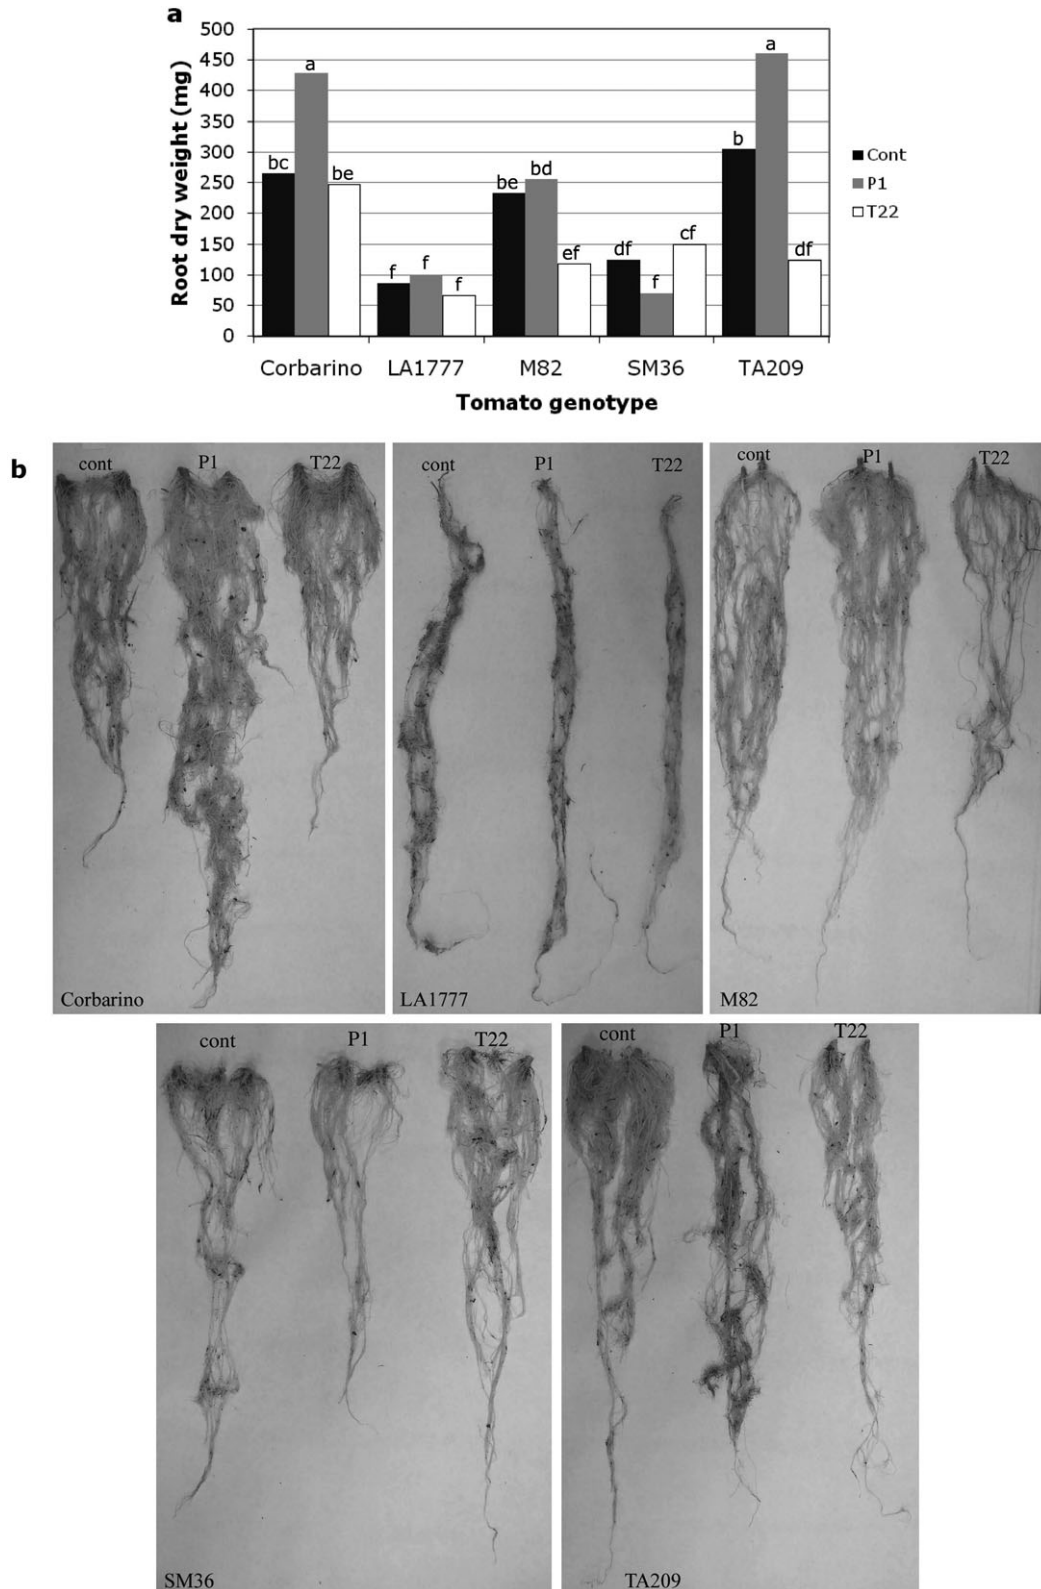 a
500
450
400
350
300
250
200
150
100
50
0
Root dry weight (mg)
bc a be
f f f
be bd ef
df f cf
b a df
Cont
P1
T22
Corbarino LA1777 M82 SM36 TA209
Tomato genotype
b
cont P1 T22
Corbarino
cont P1 T22
LA1777
cont P1 T22
M82
cont P1 T22
SM36
cont P1 T22
TA209